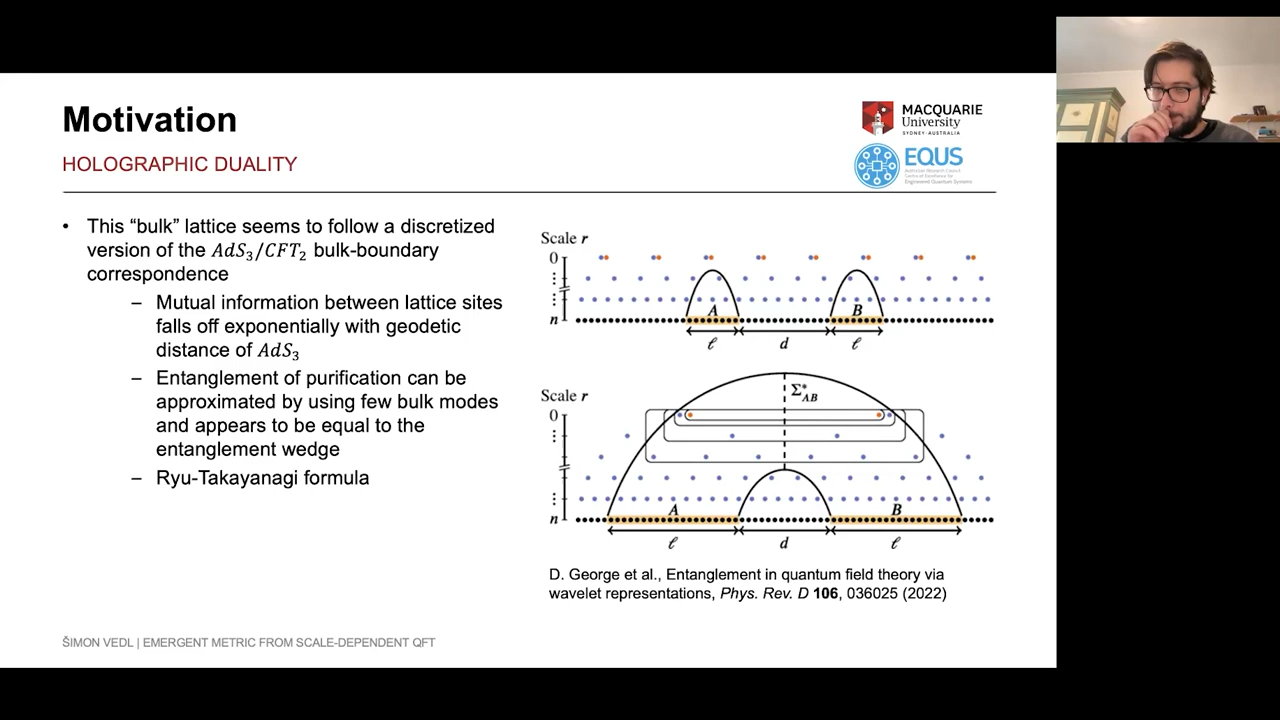 Motivation
HOLOGRAPHIC DUALITY
MACQUARIE
University
SYDNEY·AUSTRALIA
EQUS
Australian Research Council
Centre of Excellence for
Engineered Quantum Systems
• This “bulk” lattice seems to follow a discretized
version of the AdS₃/CFT₂ bulk-boundary
correspondence
– Mutual information between lattice sites
falls off exponentially with geodetic
distance of AdS₃
– Entanglement of purification can be
approximated by using few bulk modes
and appears to be equal to the
entanglement wedge
– Ryu-Takayanagi formula
Scale r
0
⋮
⋮
n
A
B
ℓ
d
ℓ
Scale r
0
⋮
⋮
n
Σ*AB
A
B
ℓ
d
ℓ
D. George et al., Entanglement in quantum field theory via
wavelet representations, Phys. Rev. D 106, 036025 (2022)
ŠIMON VEDL | EMERGENT METRIC FROM SCALE-DEPENDENT QFT